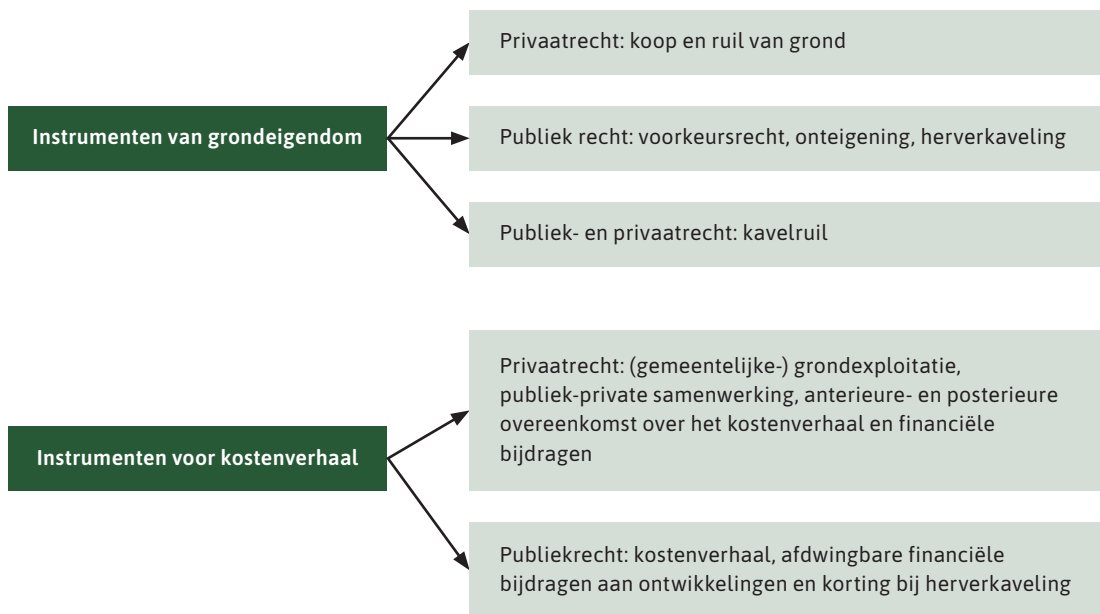 Instrumenten van grondeigendom
Privaatrecht: koop en ruil van grond
Publiek recht: voorkeursrecht, onteigening, herverkaveling
Publiek- en privaatrecht: kavelruil
Instrumenten voor kostenverhaal
Privaatrecht: (gemeentelijke-) grondexploitatie,
publiek-private samenwerking, anterieure- en posterieure
overeenkomst over het kostenverhaal en financiële
bijdragen
Publiekrecht: kostenverhaal, afdwingbare financiële
bijdragen aan ontwikkelingen en korting bij herverkaveling